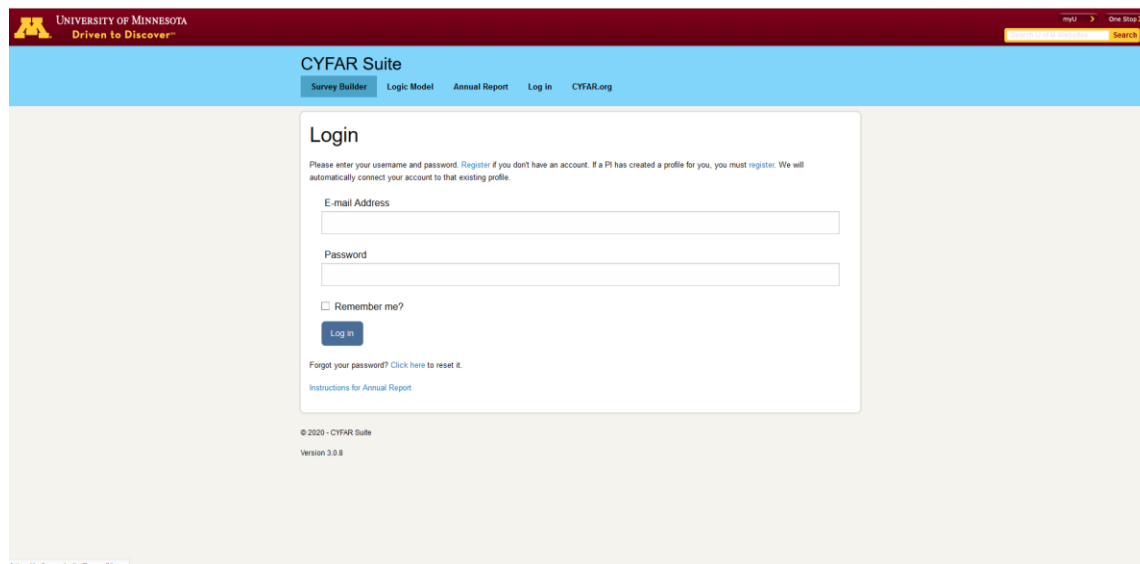 UNIVERSITY OF MINNESOTA
Driven to Discover℠
myU > One Stop
Search U of M Websites Search
CYFAR Suite
Survey Builder Logic Model Annual Report Log in CYFAR.org
Login
Please enter your username and password. Register if you don't have an account. If a PI has created a profile for you, you must register. We will
automatically connect your account to that existing profile.
E-mail Address
Password
Remember me?
Log in
Forgot your password? Click here to reset it.
Instructions for Annual Report
© 2020 - CYFAR Suite
Version 3.0.8